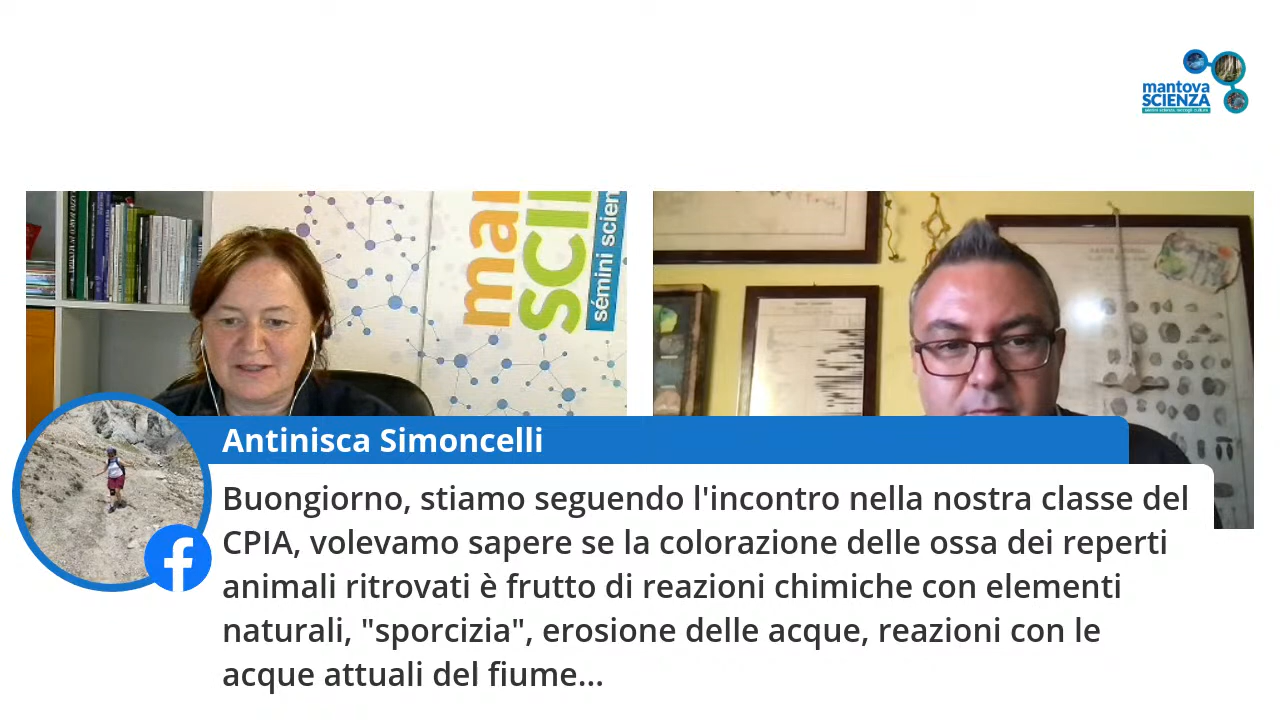 mantova
SCIENZA
Antinisca Simoncelli
Buongiorno, stiamo seguendo l'incontro nella nostra classe del
CPIA, volevamo sapere se la colorazione delle ossa dei reperti
animali ritrovati è frutto di reazioni chimiche con elementi
naturali, "sporcizia", erosione delle acque, reazioni con le
acque attuali del fiume...